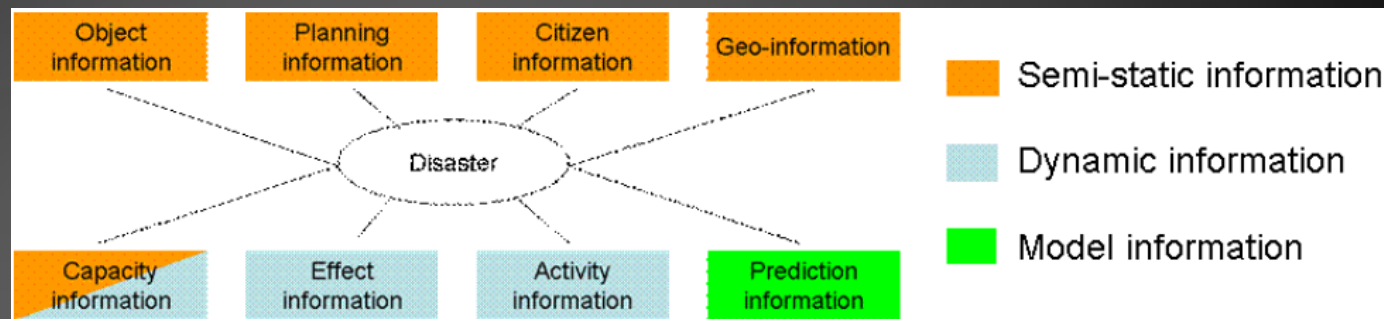 Object
information
Planning
information
Citizen
information
Geo-information
Disaster
Capacity
information
Effect
information
Activity
information
Prediction
information
Semi-static information
Dynamic information
Model information